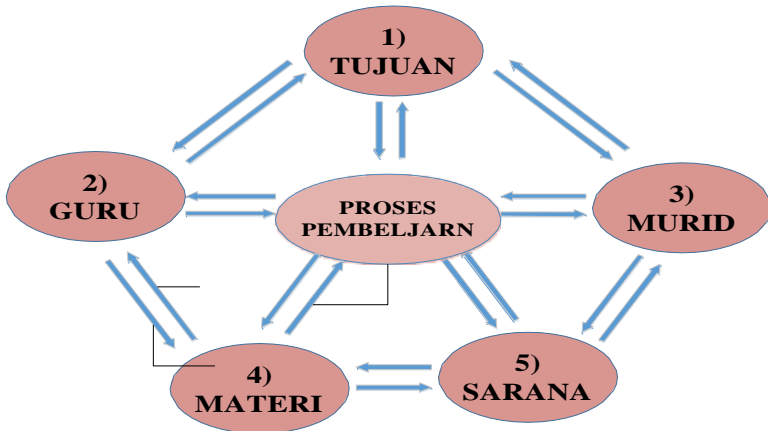 1)
TUJUAN
2)
GURU
3)
MURID
PROSES
PEMBELJARN
4)
MATERI
5)
SARANA